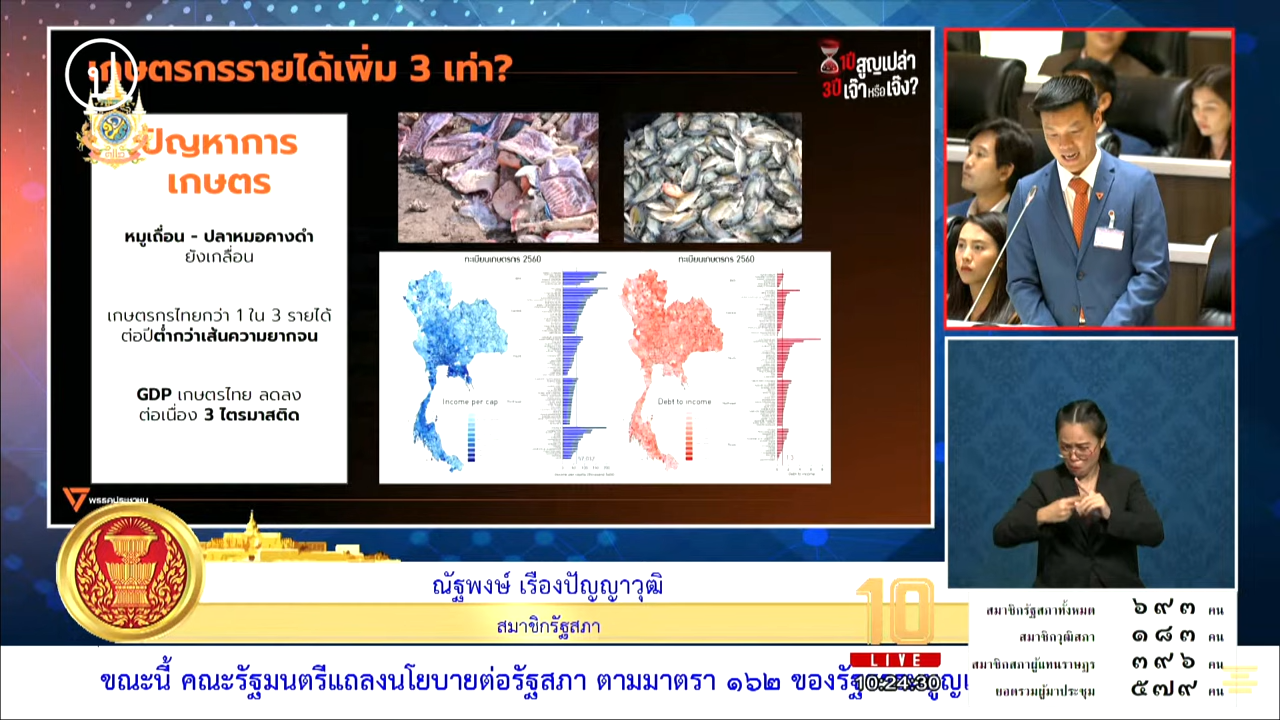 เกษตรกรรายได้เพิ่ม 3 เท่า?
1ปี สูญเปล่า
3ปี เจ๊า หรือ เจ๊ง?
ป
ปัญหาการ
เกษตร
หมูเถื่อน - ปลาหมอคางดำ
ยังเกลื่อน
เกษตรกรไทยกว่า 1 ใน 3 รายได้
ต่อปีต่ำกว่าเส้นความยากจน
GDP เกษตรไทย ลดลง
ต่อเนื่อง 3 ไตรมาสติด
ทะเบียนเกษตรกร 2560
ทะเบียนเกษตรกร 2560
Income per cap.
Debt to income
พรรคประชาชน
ณัฐพงษ์ เรืองปัญญาวุฒิ
สมาชิกรัฐสภา
10
LIVE
10:24:30
ขณะนี้ คณะรัฐมนตรีแถลงนโยบายต่อรัฐสภา ตามมาตรา ๑๖๒ ของ
สมาชิกรัฐสภาทั้งหมด ๖๙๓ คน
สมาชิกวุฒิสภา ๑๘๓ คน
สมาชิกสภาผู้แทนราษฎร ๓๙๖ คน
ยอดรวมผู้มาประชุม ๕๗๙ คน